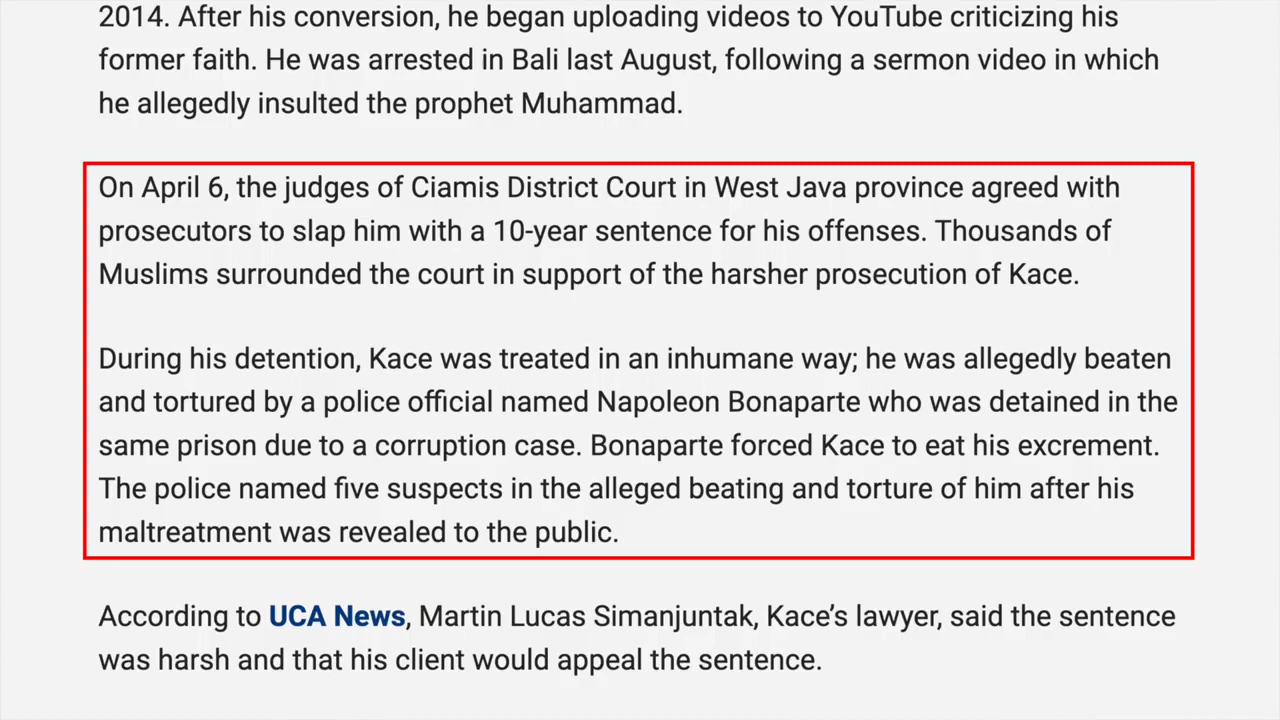 2014. After his conversion, he began uploading videos to YouTube criticizing his
former faith. He was arrested in Bali last August, following a sermon video in which
he allegedly insulted the prophet Muhammad.
On April 6, the judges of Ciamis District Court in West Java province agreed with
prosecutors to slap him with a 10-year sentence for his offenses. Thousands of
Muslims surrounded the court in support of the harsher prosecution of Kace.
During his detention, Kace was treated in an inhumane way; he was allegedly beaten
and tortured by a police official named Napoleon Bonaparte who was detained in the
same prison due to a corruption case. Bonaparte forced Kace to eat his excrement.
The police named five suspects in the alleged beating and torture of him after his
maltreatment was revealed to the public.
According to UCA News, Martin Lucas Simanjuntak, Kace’s lawyer, said the sentence
was harsh and that his client would appeal the sentence.